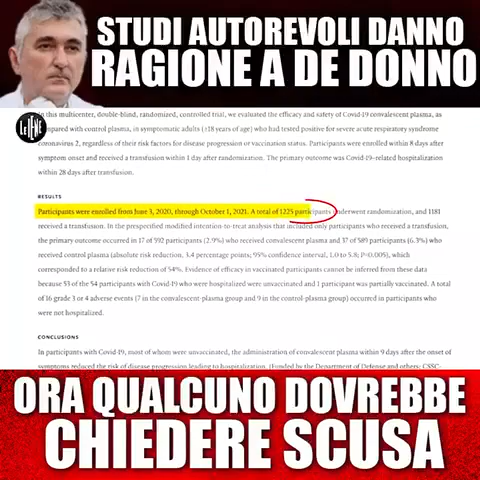 STUDI AUTOREVOLI DANNO
RAGIONE A DE DONNO
LE IENE
In this multicenter, double-blind, randomized, controlled trial, we evaluated the efficacy and safety of Covid-19 convalescent plasma, as
compared with control plasma, in symptomatic adults (≥18 years of age) who had tested positive for severe acute respiratory syndrome
coronavirus 2, regardless of their risk factors for disease progression or vaccination status. Participants were enrolled within 8 days after
symptom onset and received a transfusion within 1 day after randomization. The primary outcome was Covid-19–related hospitalization
within 28 days after transfusion.
RESULTS
Participants were enrolled from June 3, 2020, through October 1, 2021. A total of 1225 participants underwent randomization, and 1181
received a transfusion. In the prespecified modified intention-to-treat analysis that included only participants who received a transfusion,
the primary outcome occurred in 17 of 592 participants (2.9%) who received convalescent plasma and 37 of 589 participants (6.3%) who
received control plasma (absolute risk reduction, 3.4 percentage points; 95% confidence interval, 1.0 to 5.8; P=0.005), which
corresponded to a relative risk reduction of 54%. Evidence of efficacy in vaccinated participants cannot be inferred from these data
because 53 of the 54 participants with Covid-19 who were hospitalized were unvaccinated and 1 participant was partially vaccinated. A total
of 16 grade 3 or 4 adverse events (7 in the convalescent-plasma group and 9 in the control-plasma group) occurred in participants who
were not hospitalized.
CONCLUSIONS
In participants with Covid-19, most of whom were unvaccinated, the administration of convalescent plasma within 9 days after the onset of
symptoms reduced the risk of disease progression leading to hospitalization. (Funded by the Department of Defense and others; CSSC-
ORA QUALCUNO DOVREBBE
CHIEDERE SCUSA